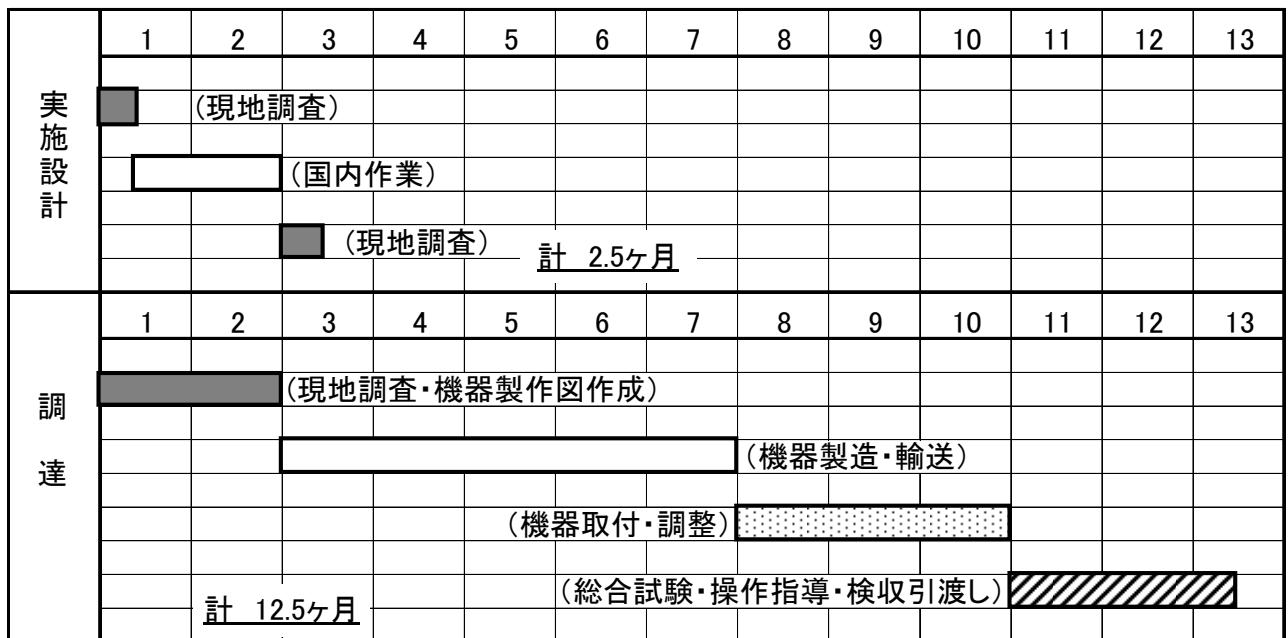 1 2 3 4 5 6 7 8 9 10 11 12 13
実施設計
(現地調査)
(国内作業)
(現地調査)
計 2.5ヶ月
1 2 3 4 5 6 7 8 9 10 11 12 13
調達
(現地調査・機器製作図作成)
(機器製造・輸送)
(機器取付・調整)
(総合試験・操作指導・検収引渡し)
計 12.5ヶ月